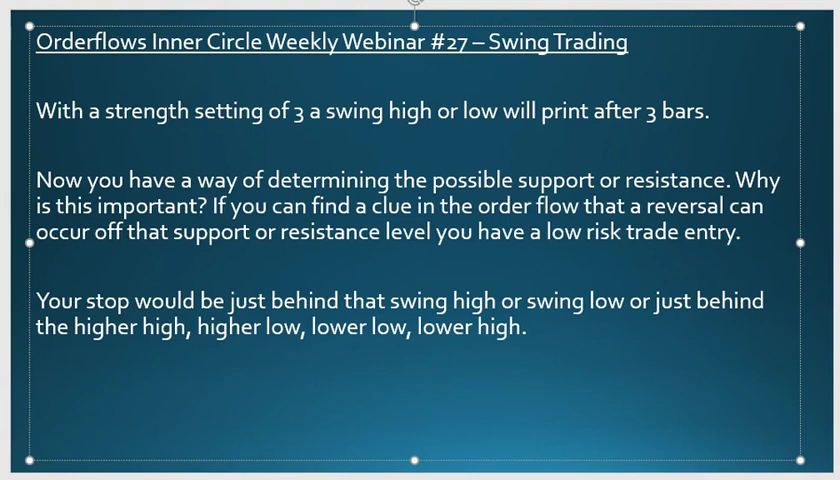 Orderflows Inner Circle Weekly Webinar #27 – Swing Trading
With a strength setting of 3 a swing high or low will print after 3 bars.
Now you have a way of determining the possible support or resistance. Why
is this important? If you can find a clue in the order flow that a reversal can
occur off that support or resistance level you have a low risk trade entry.
Your stop would be just behind that swing high or swing low or just behind
the higher high, higher low, lower low, lower high.